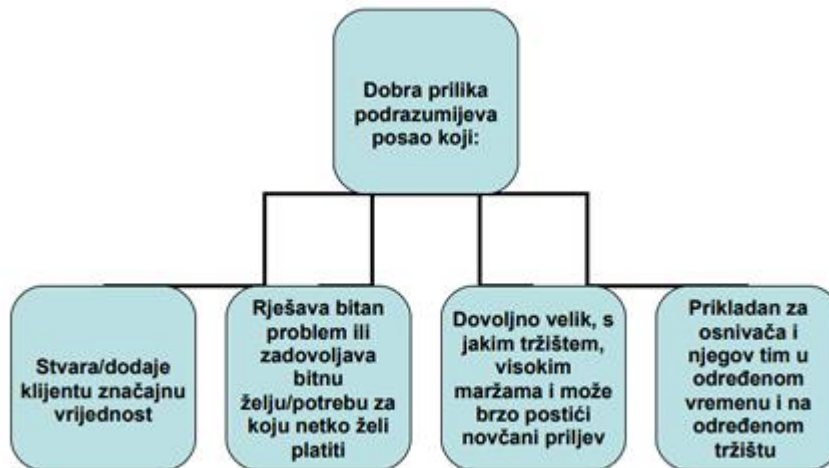 Dobra prilika
podrazumijeva
posao koji:
Stvara/dodaje
klijentu značajnu
vrijednost
Rješava bitan
problem ili
zadovoljava
bitnu
želju/potrebu za
koju netko želi
platiti
Dovoljno velik, s
jakim tržištem,
visokim
maržama i može
brzo postići
novčani priljev
Prikladan za
osnivača i
njegov tim u
određenom
vremenu i na
određenom
tržištu